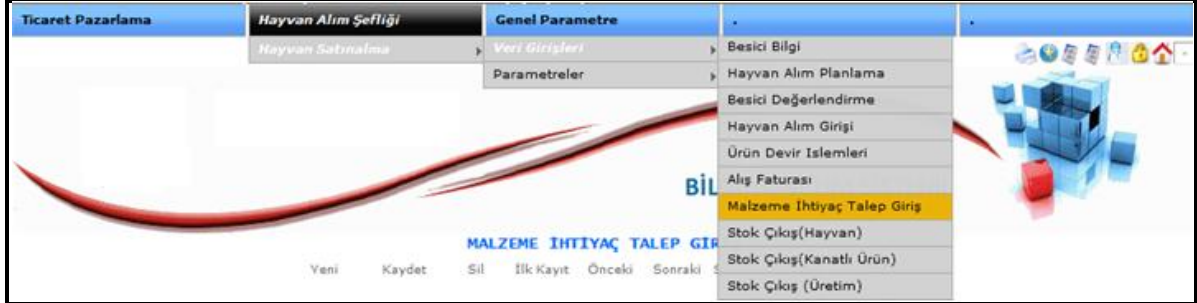 Ticaret Pazarlama
Hayvan Alım Şefliği
Genel Parametre
.
.
Hayvan Satınalma
Veri Girişleri
Parametreler
Besici Bilgi
Hayvan Alım Planlama
Besici Değerlendirme
Hayvan Alım Girişi
Ürün Devir Islemleri
Alış Faturası
Malzeme İhtiyaç Talep Giriş
Stok Çıkış(Hayvan)
Stok Çıkış(Kanatlı Ürün)
Stok Çıkış (Üretim)
BİL
MALZEME İHTİYAÇ TALEP GİR
Yeni Kaydet Sil İlk Kayıt Önceki Sonraki